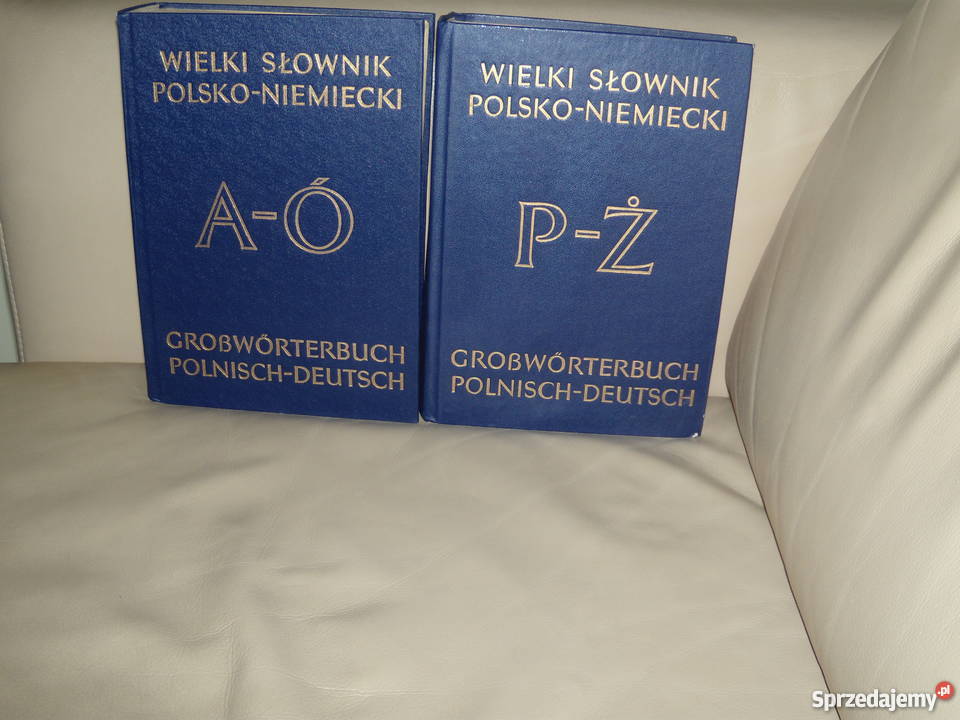 WIELKI SŁOWNIK
POLSKO-NIEMIECKI
A-Ó
GROßWÖRTERBUCH
POLNISCH-DEUTSCH
WIELKI SŁOWNIK
POLSKO-NIEMIECKI
P-Ż
GROßWÖRTERBUCH
POLNISCH-DEUTSCH
Sprzedajemy.pl